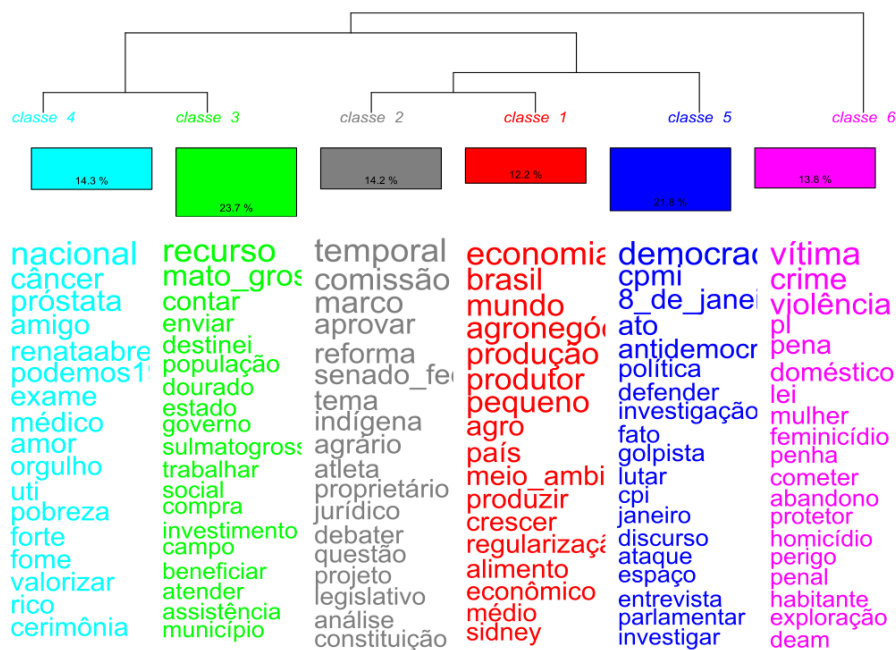 classe 4
classe 3
classe 2
classe 1
classe 5
classe 6
14.3 %
23.7 %
14.2 %
12.2 %
21.8 %
13.8 %
nacional
câncer
próstata
amigo
renataabre
podemos1
exame
médico
amor
orgulho
uti
pobreza
forte
fome
valorizar
rico
cerimônia
recurso
mato_gros
contar
enviar
destinei
população
dourado
estado
governo
sulmatogross
trabalhar
social
compra
investimento
campo
beneficiar
atender
assistência
município
temporal
comissão
marco
aprovar
reforma
senado_fe
tema
indígena
agrário
atleta
proprietário
jurídico
debater
questão
projeto
legislativo
análise
constituição
economia
brasil
mundo
agronegóc
produção
produtor
pequeno
agro
país
meio_ambi
produzir
crescer
regularizaçã
alimento
econômico
médio
sidney
democrac
cpmi
8_de_janei
ato
antidemocr
política
defender
investigação
fato
golpista
lutar
cpi
janeiro
discurso
ataque
espaço
entrevista
parlamentar
investigar
vítima
crime
violência
pl
pena
doméstico
lei
mulher
feminicídio
penha
cometer
abandono
protetor
homicídio
perigo
penal
habitante
exploração
deam